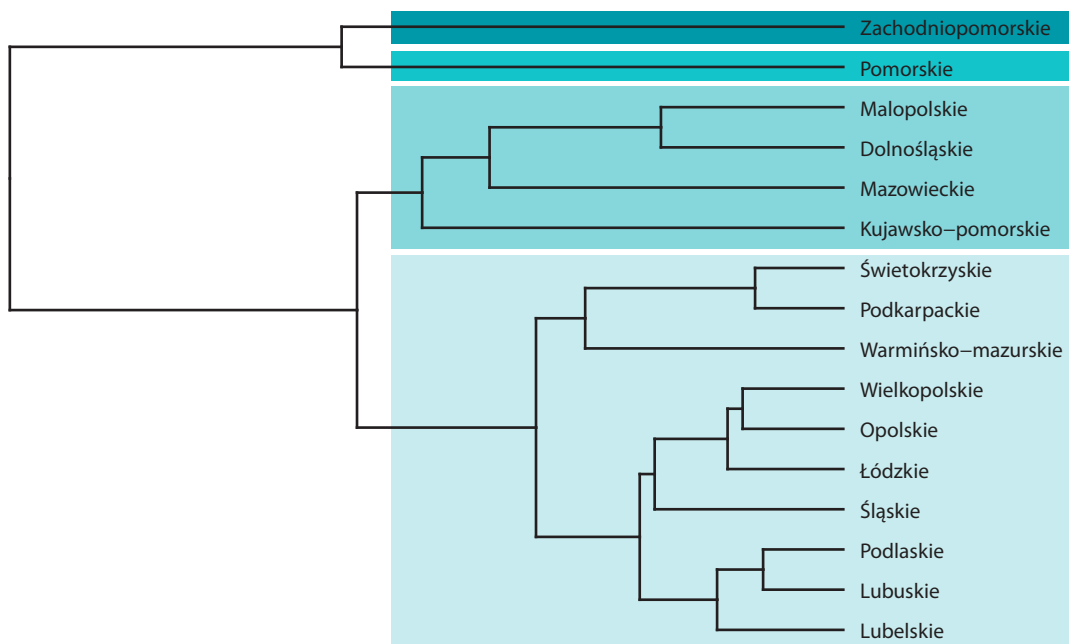 Zachodniopomorskie
Pomorskie
Malopolskie
Dolnośląskie
Mazowieckie
Kujawsko−pomorskie
Świetokrzyskie
Podkarpackie
Warmińsko−mazurskie
Wielkopolskie
Opolskie
Łódzkie
Śląskie
Podlaskie
Lubuskie
Lubelskie